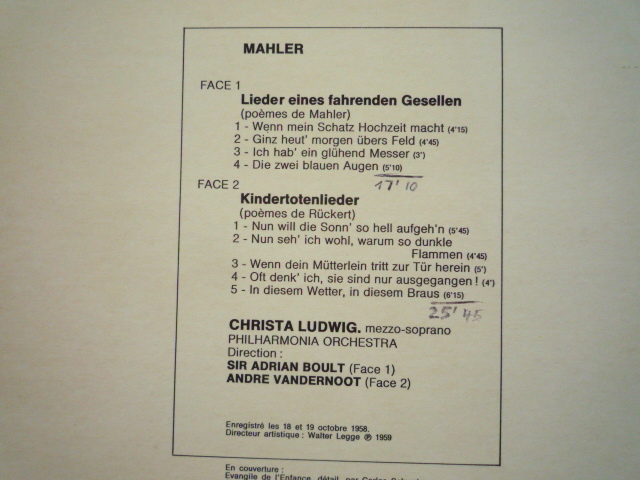 MAHLER
FACE 1
Lieder eines fahrenden Gesellen
(poèmes de Mahler)
1 - Wenn mein Schatz Hochzeit macht (4'15)
2 - Ginz heut' morgen übers Feld (4'45)
3 - Ich hab' ein glühend Messer (3')
4 - Die zwei blauen Augen (5'10)
17' 10
FACE 2
Kindertotenlieder
(poèmes de Rückert)
1 - Nun will die Sonn' so hell aufgeh'n (5'45)
2 - Nun seh' ich wohl, warum so dunkle
Flammen (4'45)
3 - Wenn dein Mütterlein tritt zur Tür herein (5')
4 - Oft denk' ich, sie sind nur ausgegangen ! (4')
5 - In diesem Wetter, in diesem Braus (6'15)
25' 45
CHRISTA LUDWIG. mezzo-soprano
PHILHARMONIA ORCHESTRA
Direction :
SIR ADRIAN BOULT (Face 1)
ANDRE VANDERNOOT (Face 2)
Enregistré les 18 et 19 octobre 1958.
Directeur artistique : Walter Legge ℗ 1959
En couverture :
Evangile de l'Enfance, détail, par Carlos